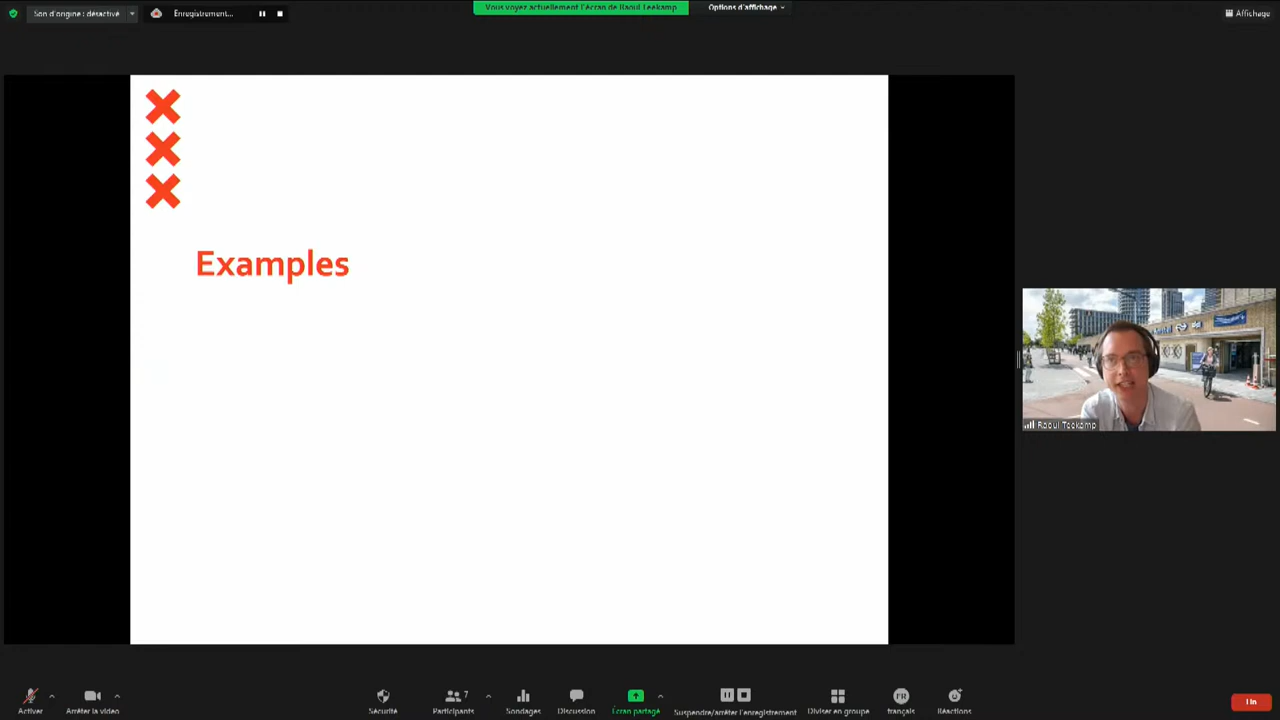 Son d'origine : désactivé
Enregistrement...
Vous voyez actuellement l'écran de Raoul Teekamp
Options d'affichage
Affichage
Examples
Raoul Teekamp
Activer
Arrêter la vidéo
Sécurité
Participants
7
Sondages
Discussion
Écran partagé
Suspendre/arrêter l'enregistrement
Diviser en groupe
FR
français
Réactions